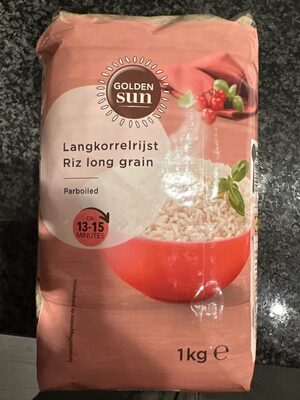 GOLDEN
sun
Langkorrelrijst
Riz long grain
Parboiled
ca.
13-15
MINUTES
1kg e